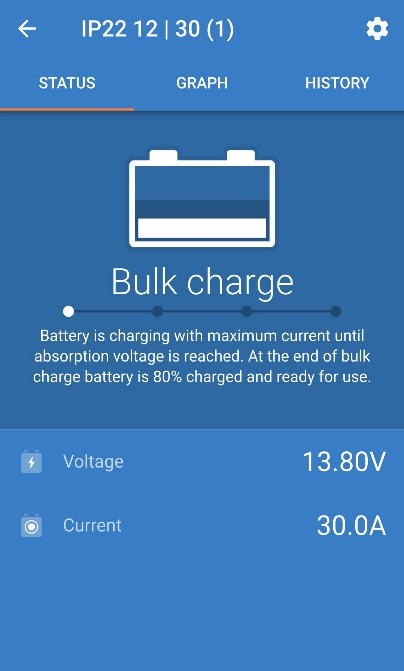 IP22 12 | 30 (1)
STATUS
GRAPH
HISTORY
Bulk charge
Battery is charging with maximum current until
absorption voltage is reached. At the end of bulk
charge battery is 80% charged and ready for use.
Voltage 13.80V
Current 30.0A